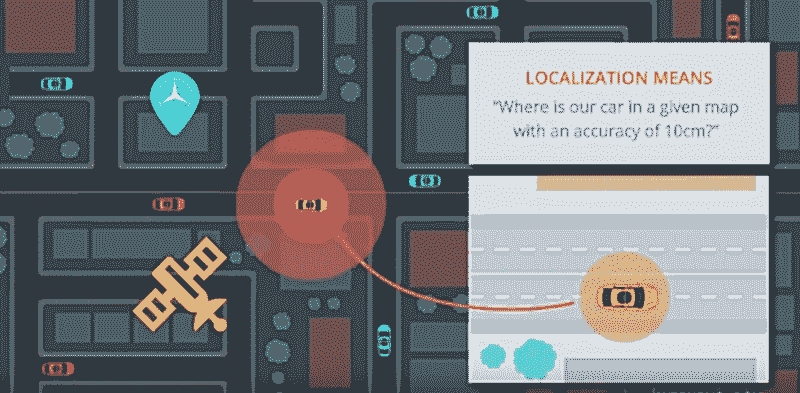 LOCALIZATION MEANS
"Where is our car in a given map
with an accuracy of 10cm?"